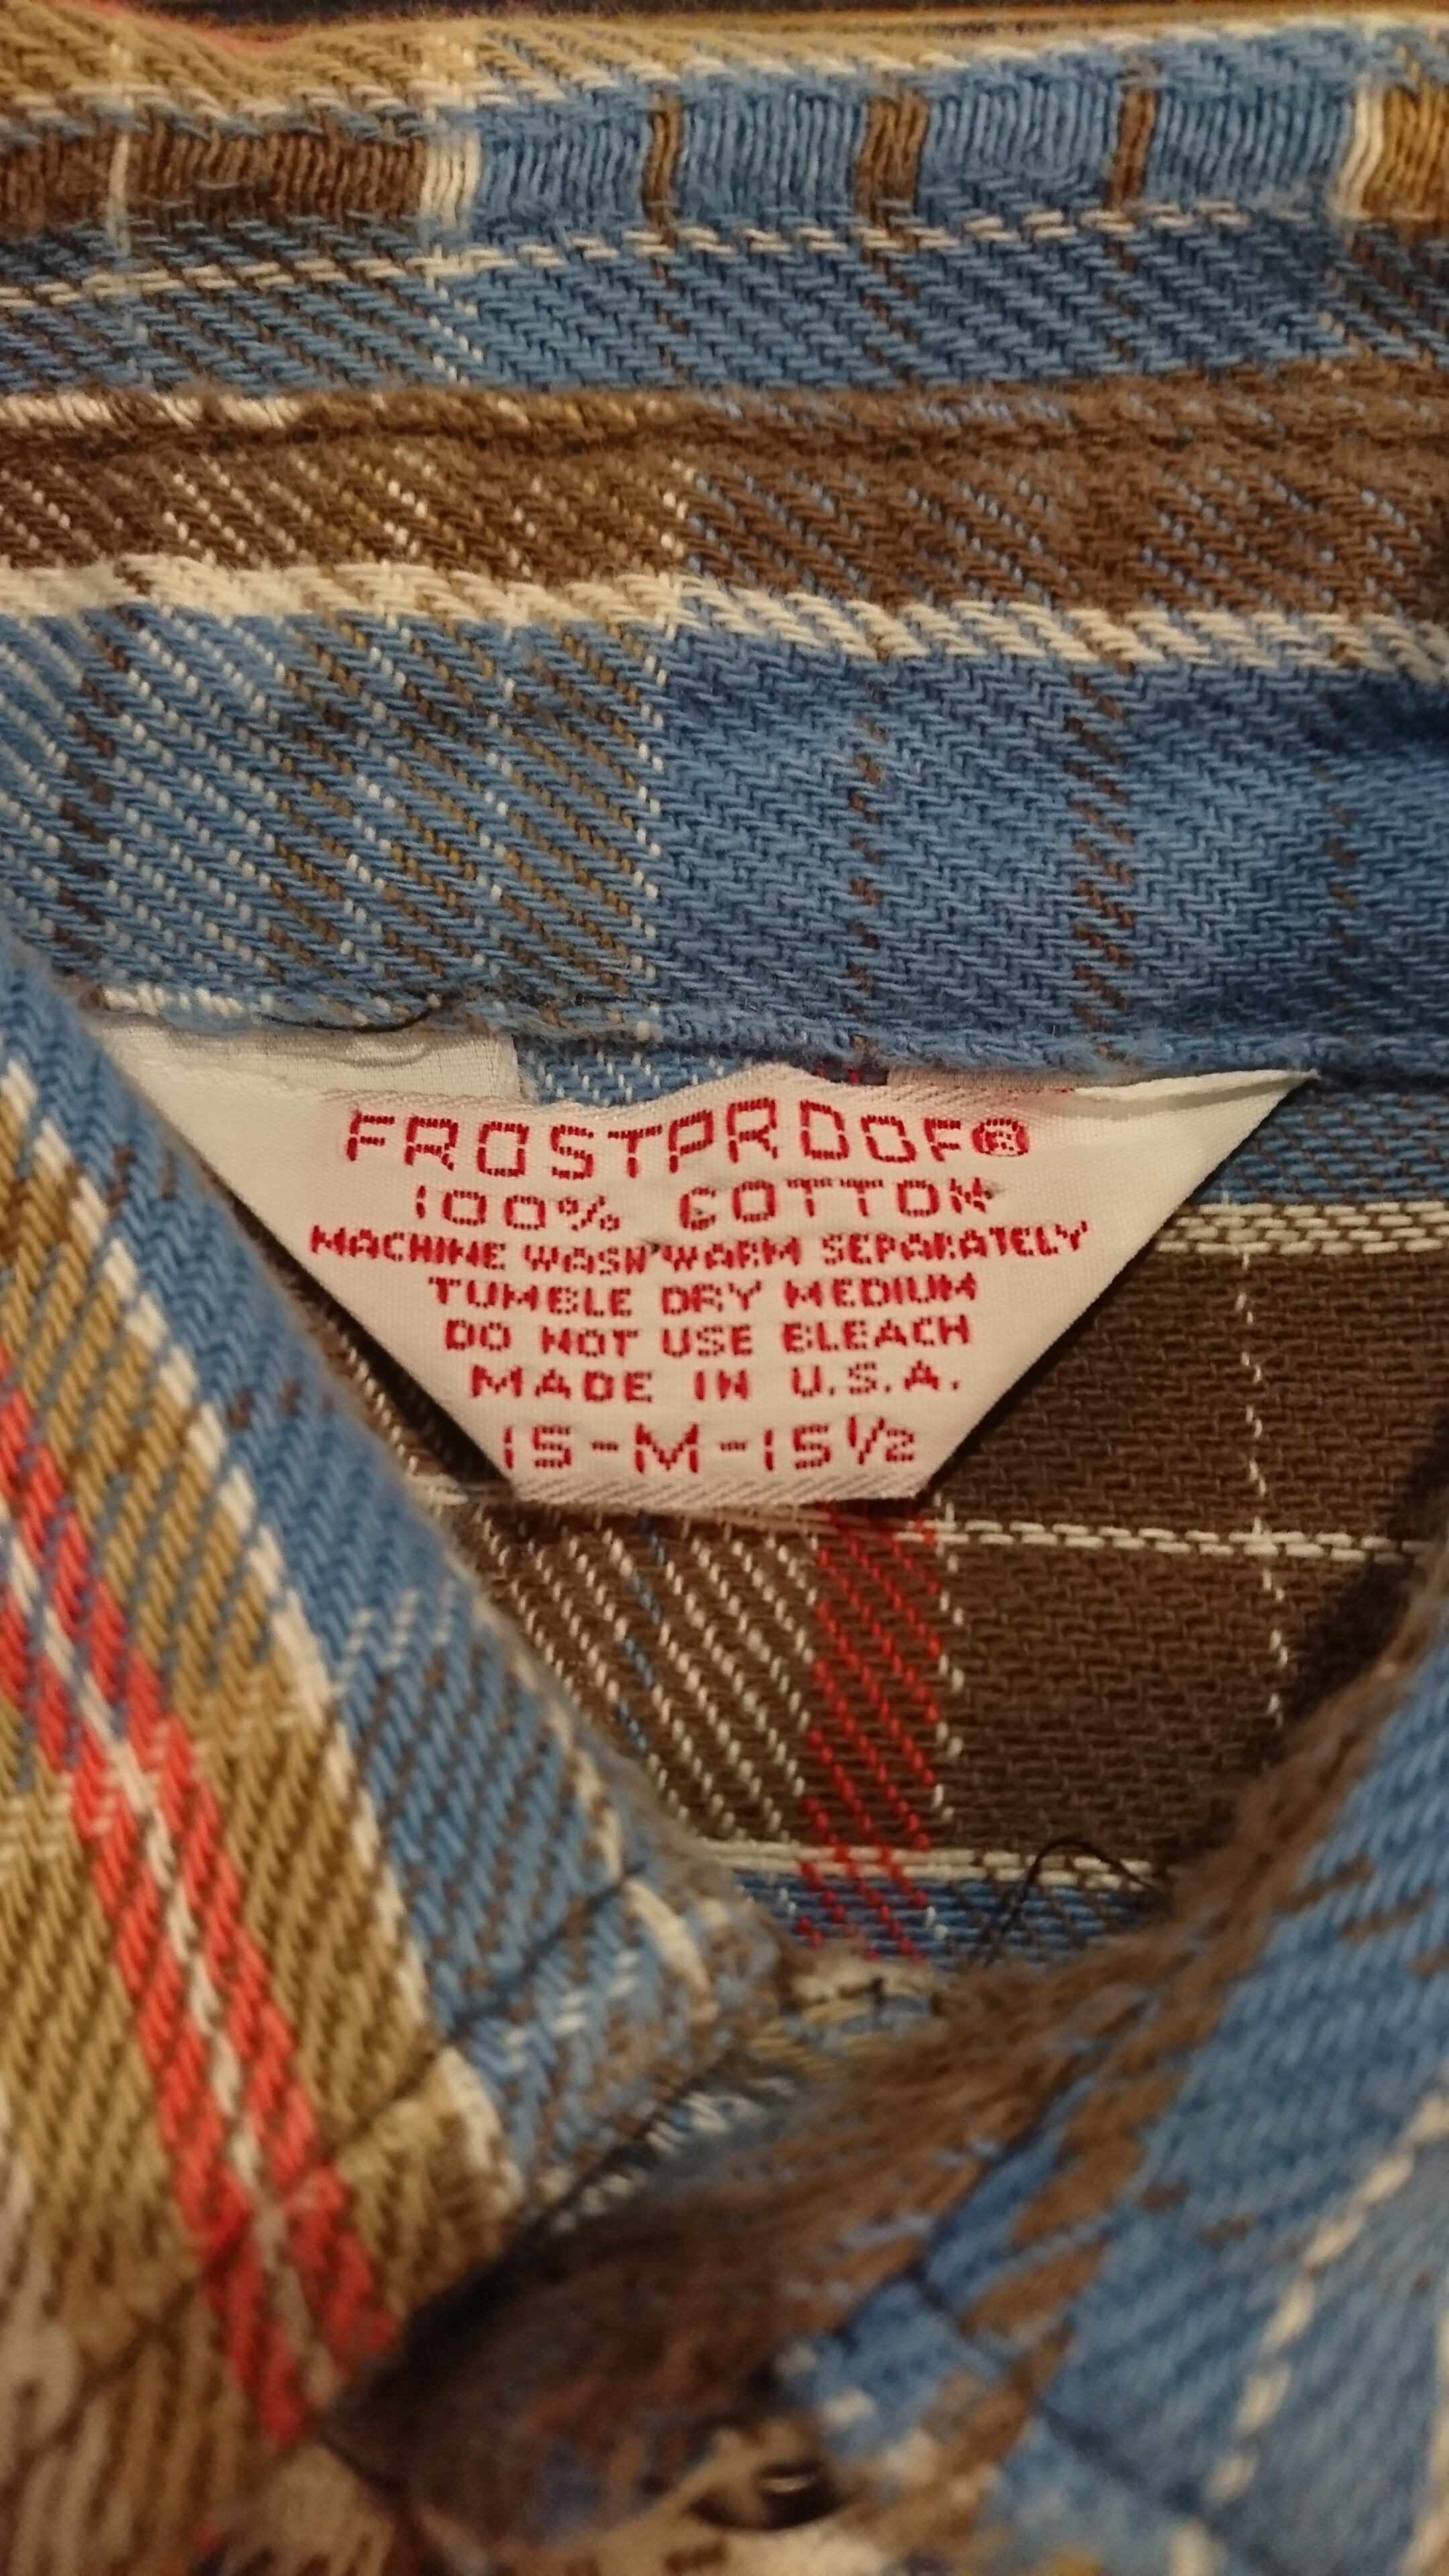 FROSTPROOF®
100% COTTON
MACHINE WASH WARM SEPARATELY
TUMBLE DRY MEDIUM
DO NOT USE BLEACH
MADE IN U.S.A.
15-M-15½